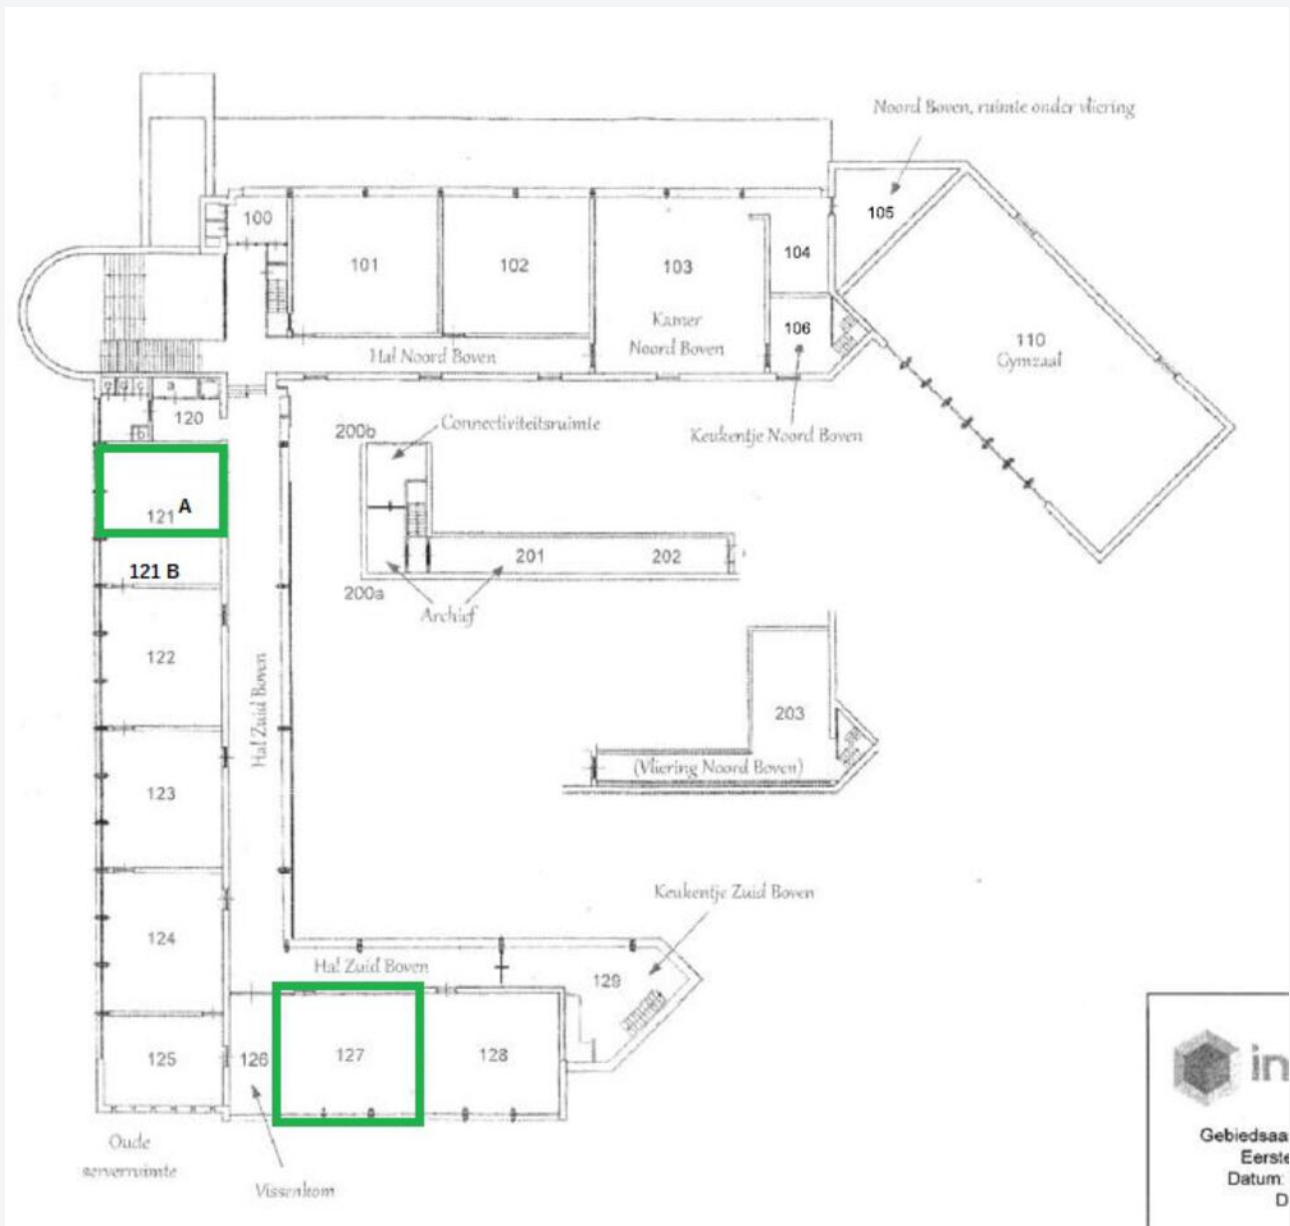 Noord Boven, ruimte onder vliering
100
101
102
103
104
105
106
Kamer
Noord Boven
Hal Noord Boven
110
Gymzaal
Keukentje Noord Boven
120
121 A
121 B
122
123
124
125
Hal Zuid Boven
200b
Connectiviteitsruimte
201
202
200a
Archief
203
(Vliering Noord Boven)
Keukentje Zuid Boven
Hal Zuid Boven
129
126
127
128
Oude
serverruimte
Vissenkom
in
Gebiedsaa
Eerste
Datum:
D